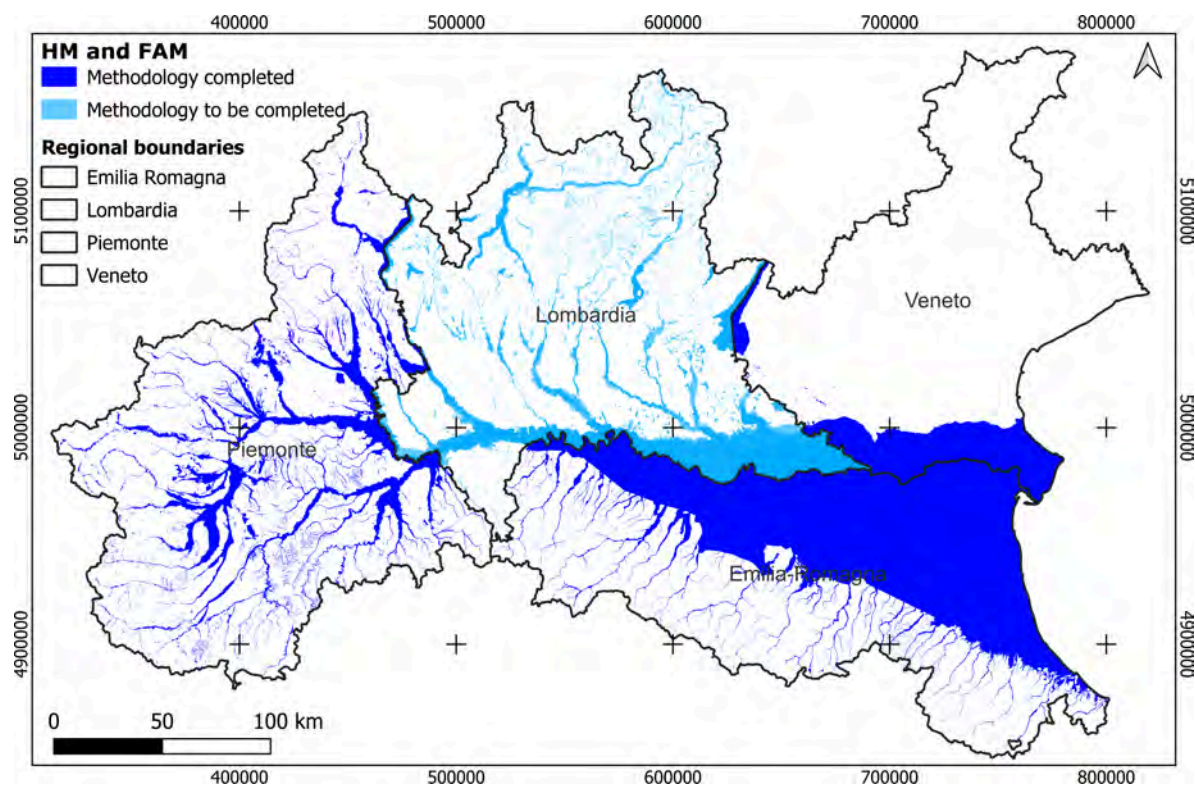 400000 500000 600000 700000 800000
HM and FAM
Methodology completed
Methodology to be completed
Regional boundaries
Emilia Romagna
Lombardia
Piemonte
Veneto
5100000
5100000
Veneto
Lombardia
5000000
5000000
Piemonte
Emilia-Romagna
4900000
4900000
0 50 100 km
400000 500000 600000 700000 800000